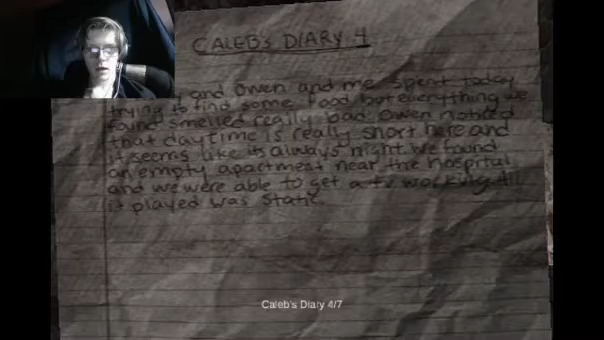 CALEB'S DIARY 4
and Owen and me spent today
trying to find some food but everything we
found smelled really bad. Owen noticed
that daytime is really short here and
it seems like its always night. We found
an empty apartment near the hospital
and we were able to get a tv working. All
it played was static.
Caleb's Diary 4/7